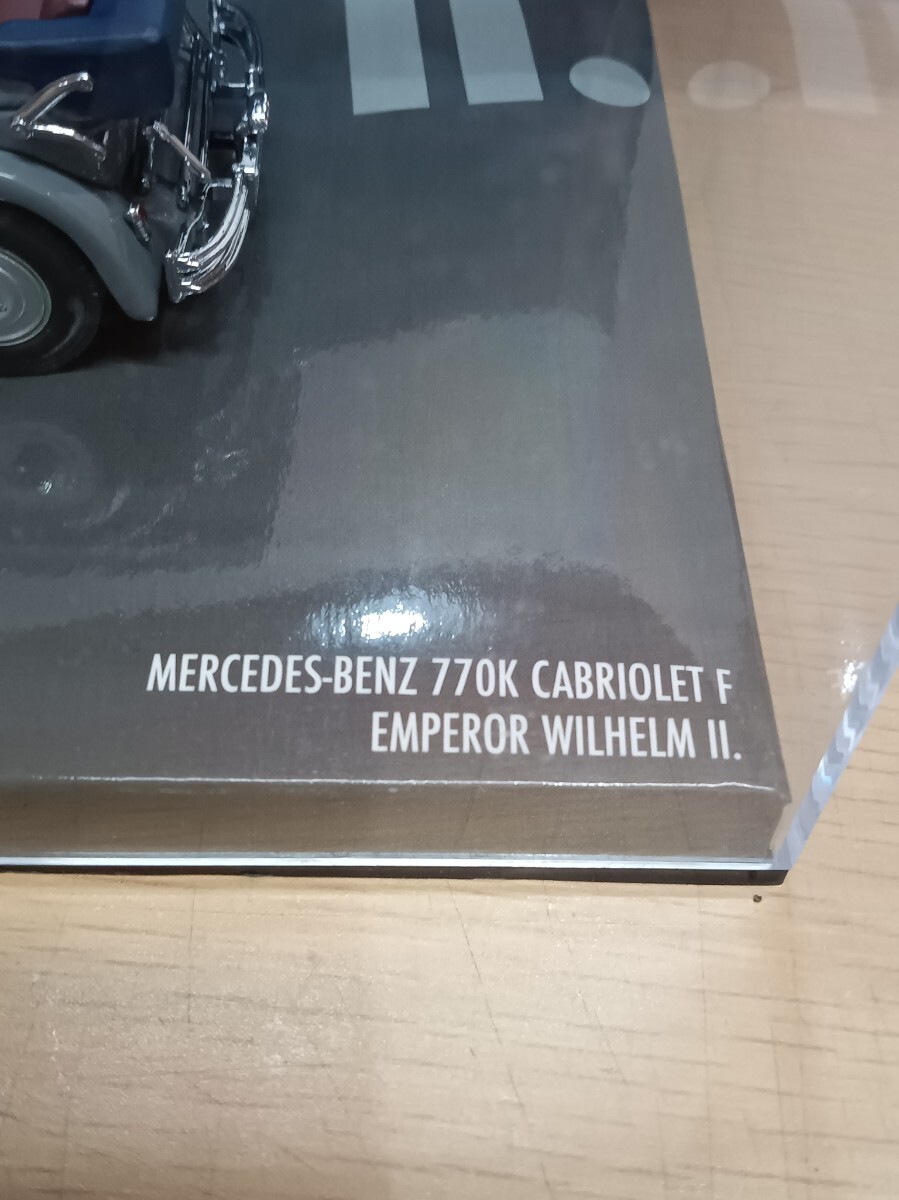 MERCEDES-BENZ 770K CABRIOLET F
EMPEROR WILHELM II.